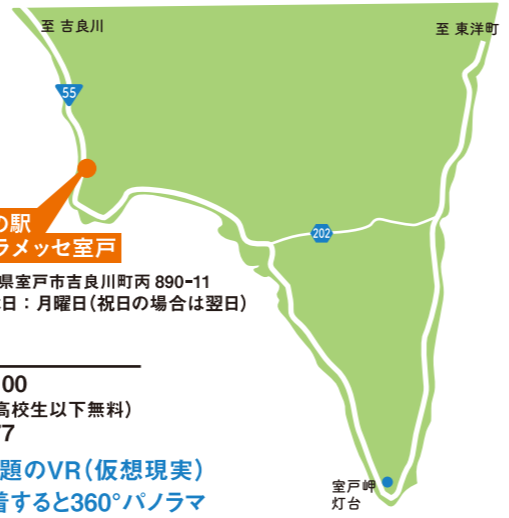 至 吉良川
至 東洋町
55
の駅
ラメッセ室戸
202
県室戸市吉良川町丙 890-11
日：月曜日（祝日の場合は翌日）
00
高校生以下無料）
7
題のVR（仮想現実）
着すると360°パノラマ
室戸岬
灯台